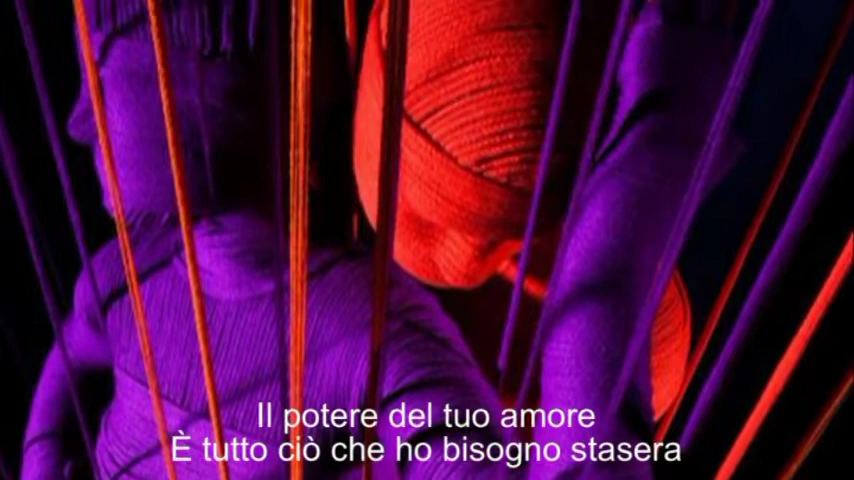 Il potere del tuo amore
È tutto ciò che ho bisogno stasera